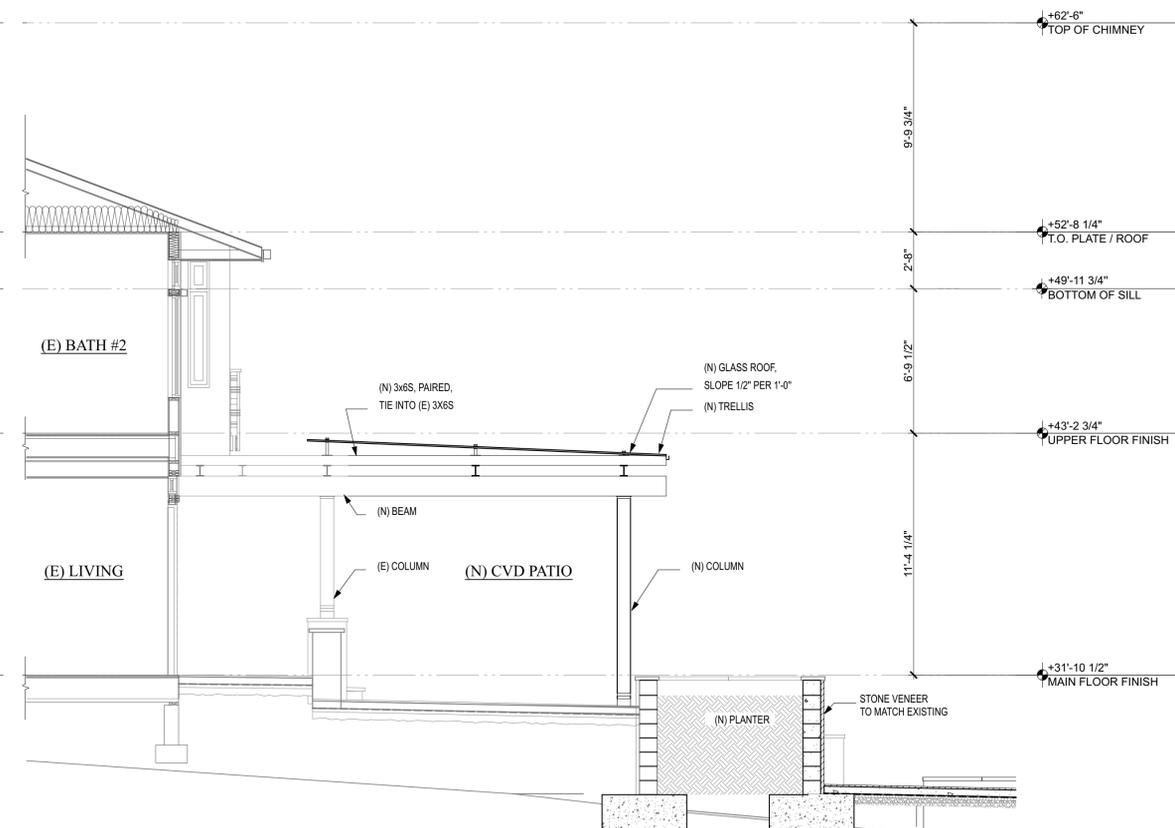 +62'-6"
TOP OF CHIMNEY
9'-9 3/4"
+52'-8 1/4"
T.O. PLATE / ROOF
2'-8"
+49'-11 3/4"
BOTTOM OF SILL
(E) BATH #2
6'-9 1/2"
(N) GLASS ROOF,
SLOPE 1/2" PER 1'-0"
(N) 3x6S, PAIRED,
TIE INTO (E) 3X6S
(N) TRELLIS
+43'-2 3/4"
UPPER FLOOR FINISH
(N) BEAM
(E) LIVING
(E) COLUMN
(N) CVD PATIO
(N) COLUMN
11'-4 1/4"
+31'-10 1/2"
MAIN FLOOR FINISH
STONE VENEER
TO MATCH EXISTING
(N) PLANTER